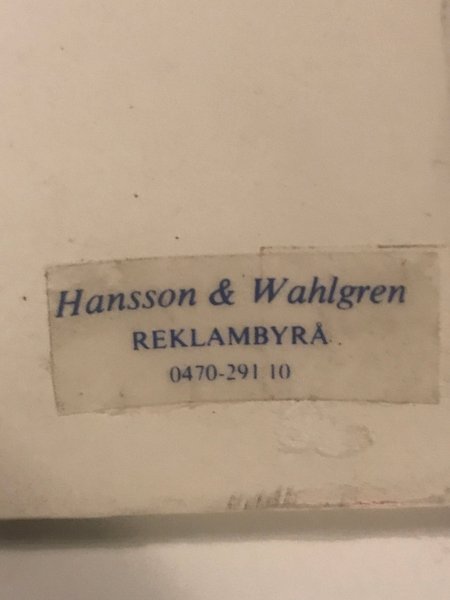 Hansson & Wahlgren
REKLAMBYRÅ
0470-291 10